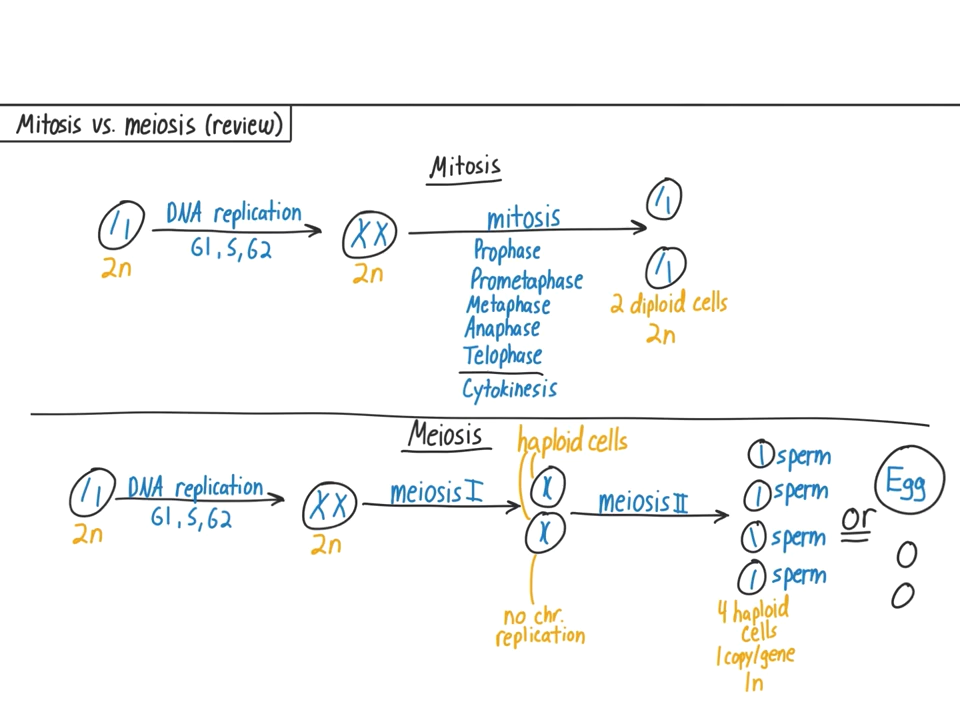 Mitosis vs. meiosis (review)
Mitosis
DNA replication
G1, S, G2
2n
2n
mitosis
Prophase
Prometaphase
Metaphase
Anaphase
Telophase
Cytokinesis
2 diploid cells
2n
Meiosis
DNA replication
G1, S, G2
2n
2n
meiosis I
haploid cells
no chr.
replication
meiosis II
sperm
sperm
sperm
sperm
4 haploid
cells
1 copy/gene
1n
or
Egg